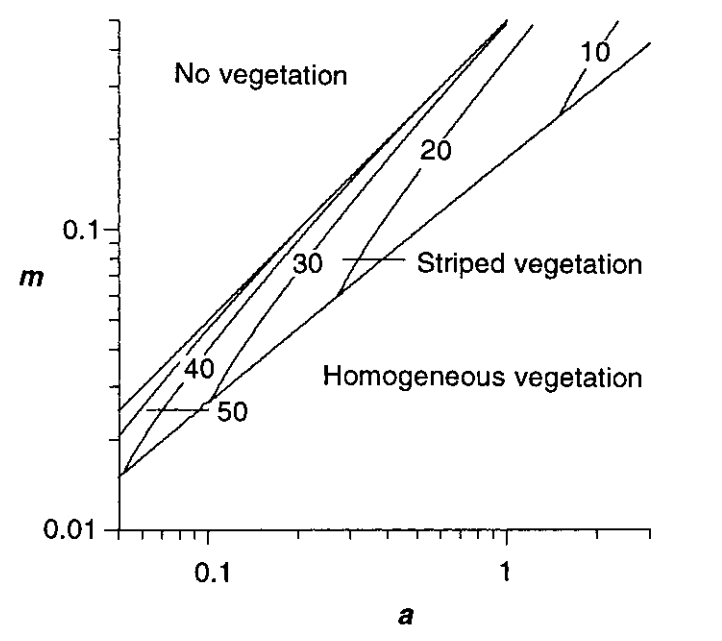 No vegetation
10
20
0.1
30
Striped vegetation
m
40
Homogeneous vegetation
50
0.01
0.1
1
a